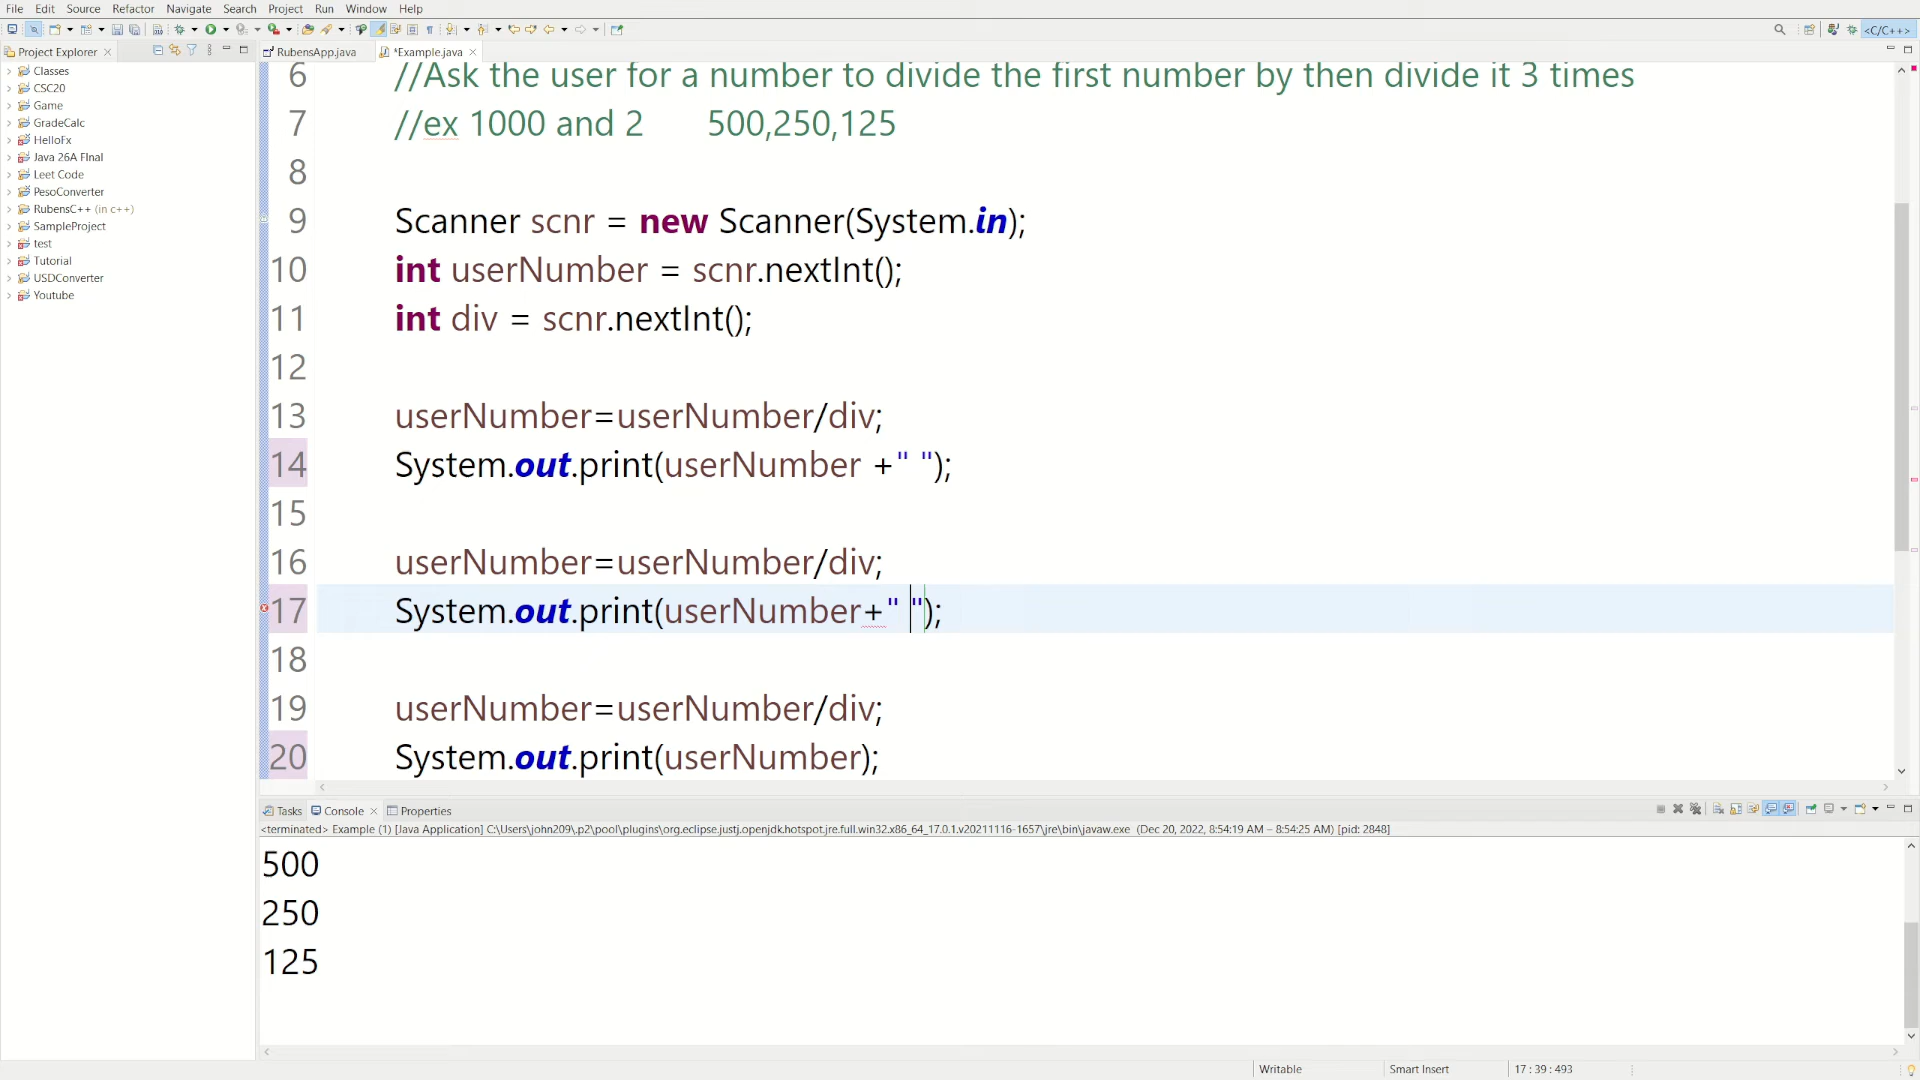 File Edit Source Refactor Navigate Search Project Run Window Help
<C/C++>
Project Explorer
RubensApp.java *Example.java
Classes
CSC20
Game
GradeCalc
HelloFx
Java 26A FInal
Leet Code
PesoConverter
RubensC++ (in c++)
SampleProject
test
Tutorial
USDConverter
Youtube
6 //Ask the user for a number to divide the first number by then divide it 3 times
7 //ex 1000 and 2 500,250,125
8
9 Scanner scnr = new Scanner(System.in);
10 int userNumber = scnr.nextInt();
11 int div = scnr.nextInt();
12
13 userNumber=userNumber/div;
14 System.out.print(userNumber +" ");
15
16 userNumber=userNumber/div;
17 System.out.print(userNumber+" ");
18
19 userNumber=userNumber/div;
20 System.out.print(userNumber);
Tasks Console Properties
<terminated> Example (1) [Java Application] C:\Users\john209\.p2\pool\plugins\org.eclipse.justj.openjdk.hotspot.jre.full.win32.x86_64_17.0.1.v20211116-1657\jre\bin\javaw.exe (Dec 20, 2022, 8:54:19 AM – 8:54:25 AM) [pid: 2848]
500
250
125
Writable Smart Insert 17 : 39 : 493